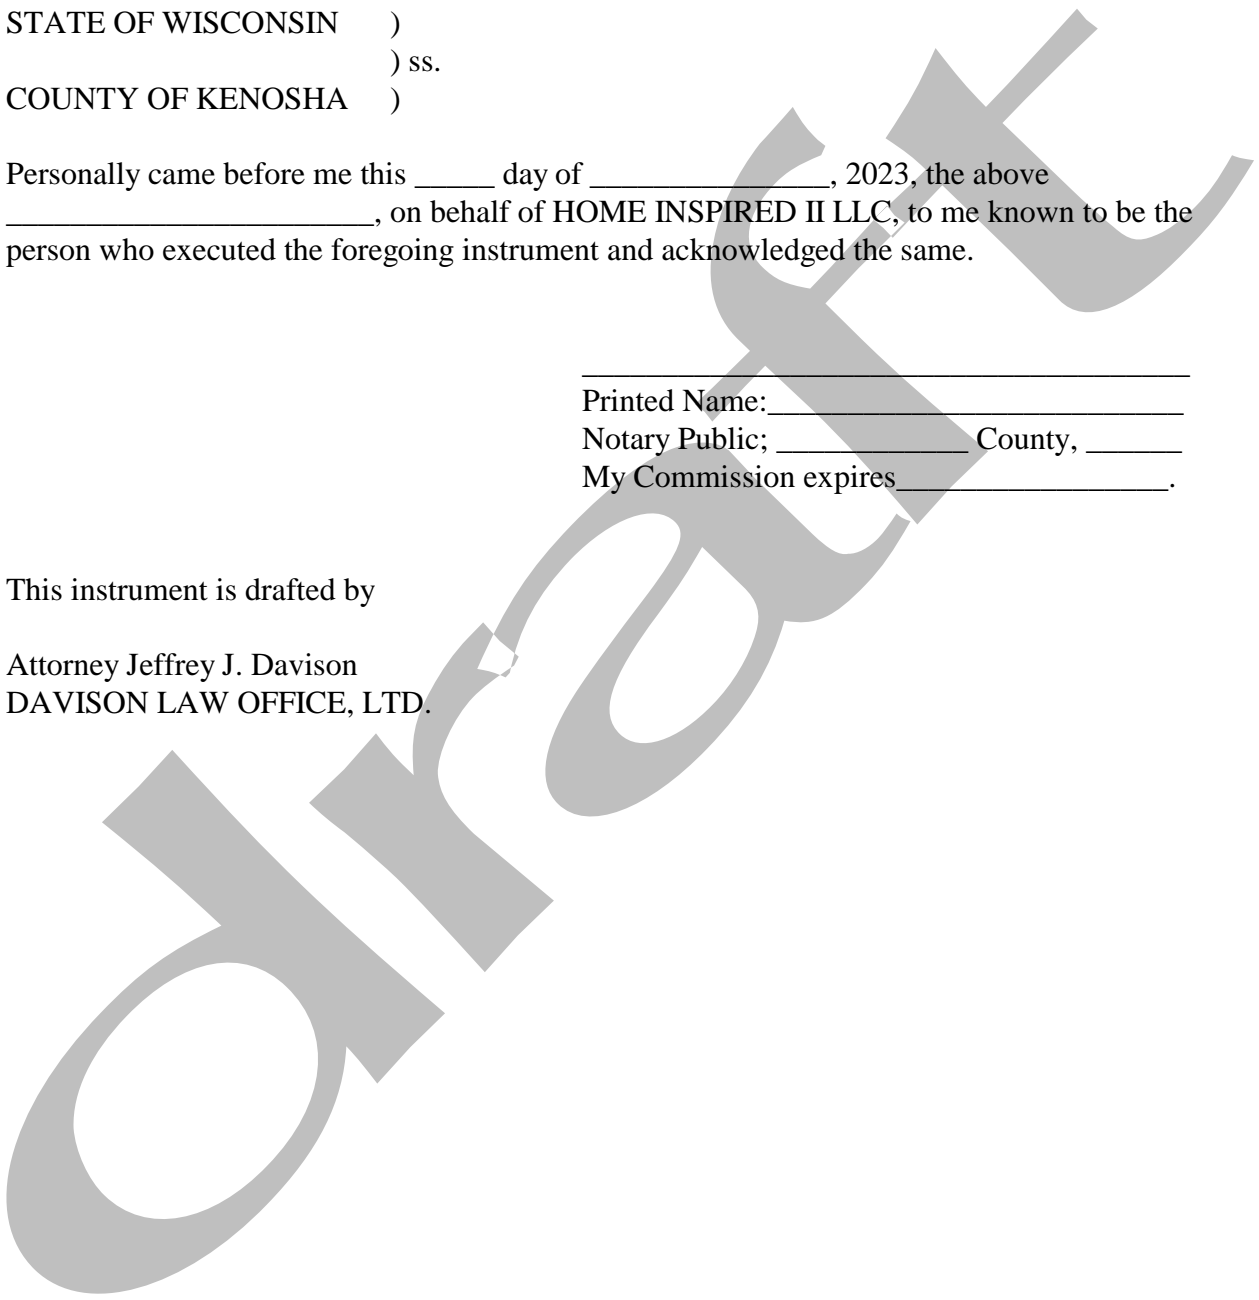 STATE OF WISCONSIN )
) ss.
COUNTY OF KENOSHA )
Personally came before me this _____ day of _______________, 2023, the above
_______________________, on behalf of HOME INSPIRED II LLC, to me known to be the
person who executed the foregoing instrument and acknowledged the same.
______________________________________
Printed Name:__________________________
Notary Public; ____________ County, ______
My Commission expires_________________.
This instrument is drafted by
Attorney Jeffrey J. Davison
DAVISON LAW OFFICE, LTD.
draft